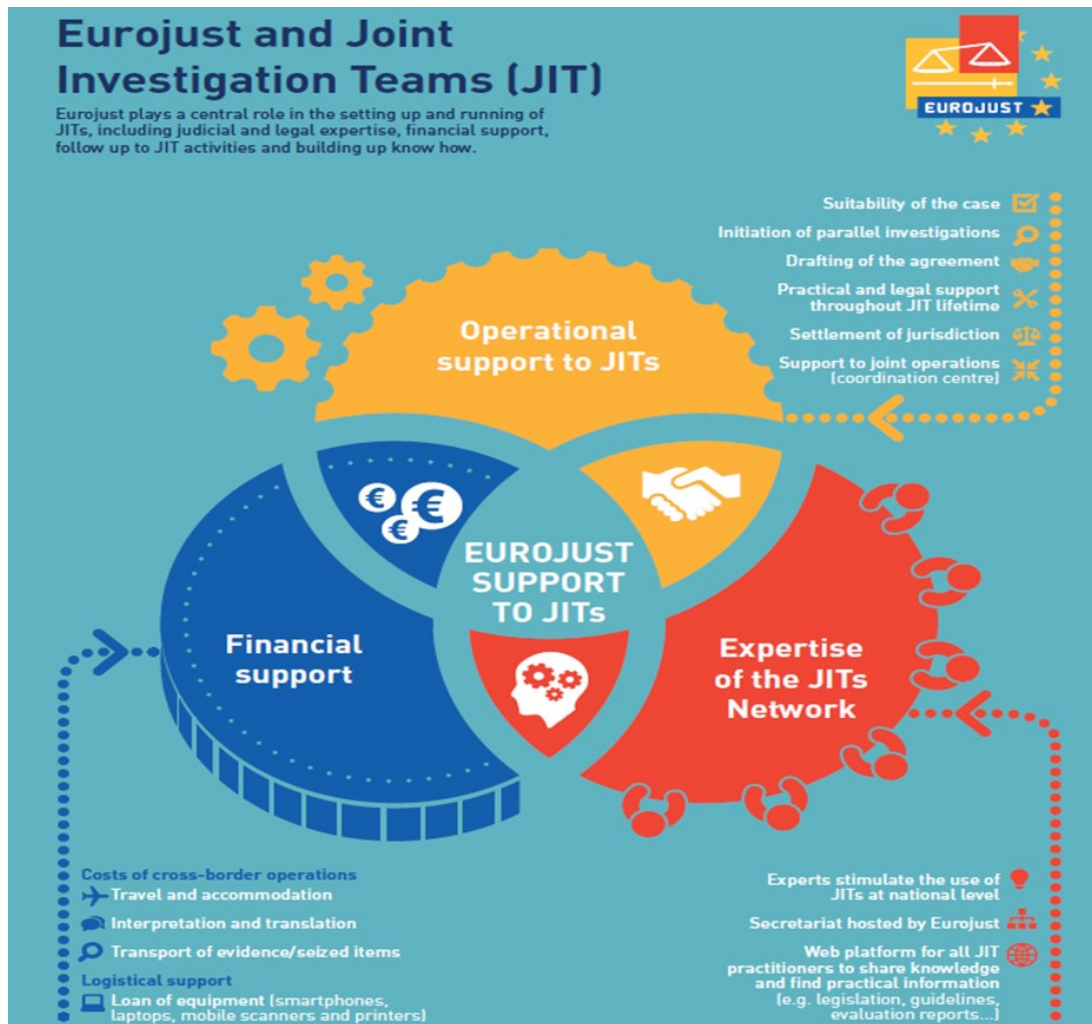 Eurojust and Joint
Investigation Teams (JIT)
Eurojust plays a central role in the setting up and running of
JITs, including judicial and legal expertise, financial support,
follow up to JIT activities and building up know how.
EUROJUST
Suitability of the case
Initiation of parallel investigations
Drafting of the agreement
Practical and legal support
throughout JIT lifetime
Settlement of jurisdiction
Support to joint operations
(coordination centre)
Operational
support to JITs
€
€
€
EUROJUST
SUPPORT
TO JITs
Financial
support
Expertise
of the JITs
Network
Costs of cross-border operations
Travel and accommodation
Interpretation and translation
Transport of evidence/seized items
Logistical support
Loan of equipment (smartphones,
laptops, mobile scanners and printers)
Experts stimulate the use of
JITs at national level
Secretariat hosted by Eurojust
Web platform for all JIT
practitioners to share knowledge
and find practical information
(e.g. legislation, guidelines,
evaluation reports...)